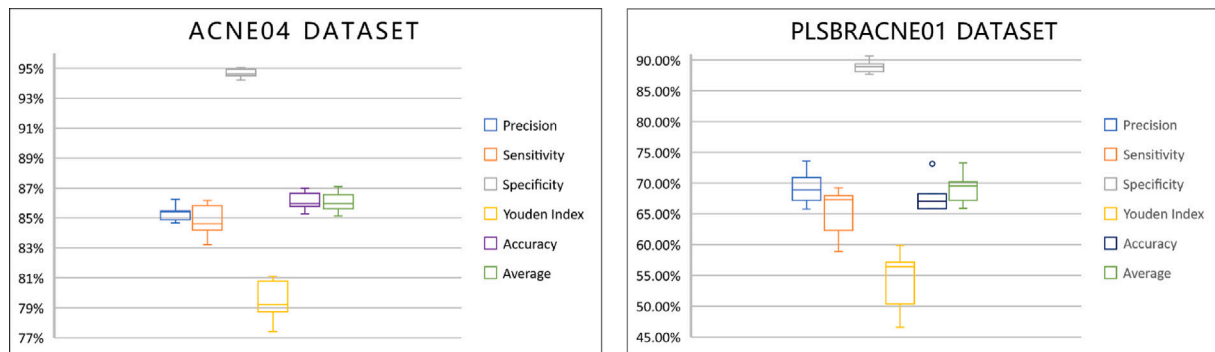 ACNE04 DATASET
95%
93%
91%
89%
87%
85%
83%
81%
79%
77%
Precision
Sensitivity
Specificity
Youden Index
Accuracy
Average
PLSBRACNE01 DATASET
90.00%
85.00%
80.00%
75.00%
70.00%
65.00%
60.00%
55.00%
50.00%
45.00%
Precision
Sensitivity
Specificity
Youden Index
Accuracy
Average